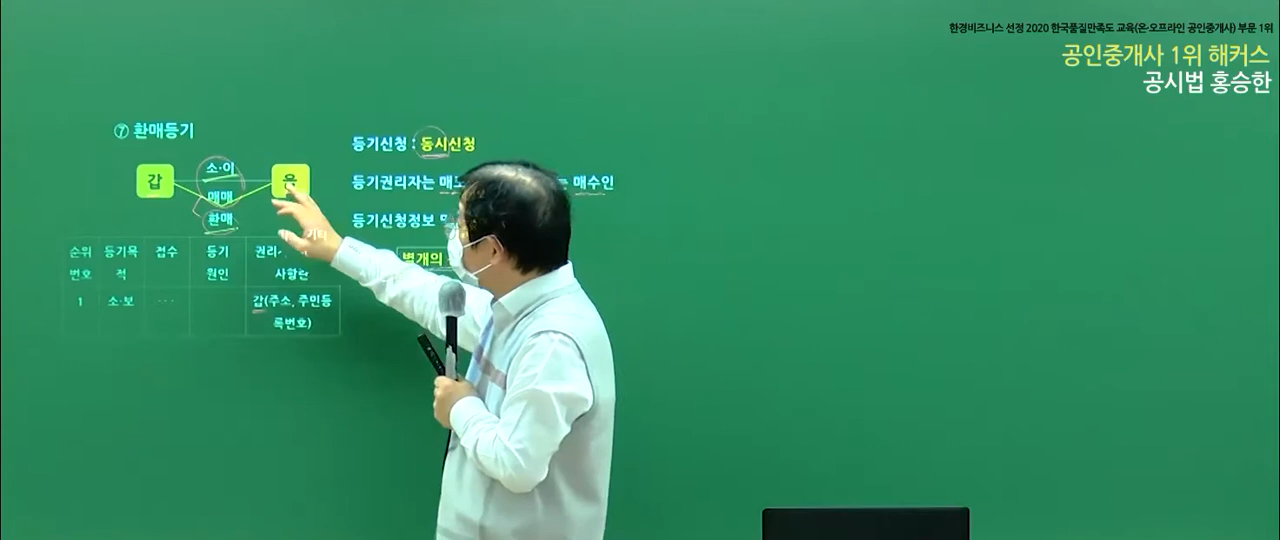 한경비즈니스 선정 2020 한국품질만족도 교육(온·오프라인 공인중개사) 부문 1위
공인중개사 1위 해커스
공시법 홍승한
⑦ 환매등기
갑 소·이 을
매매
환매
등기신청 : 동시신청
등기권리자는 매수인
등기신청정보
별개의
순위번호 등기목적 접수 등기원인 사항란
1 소·보 ··· 갑(주소, 주민등록번호)